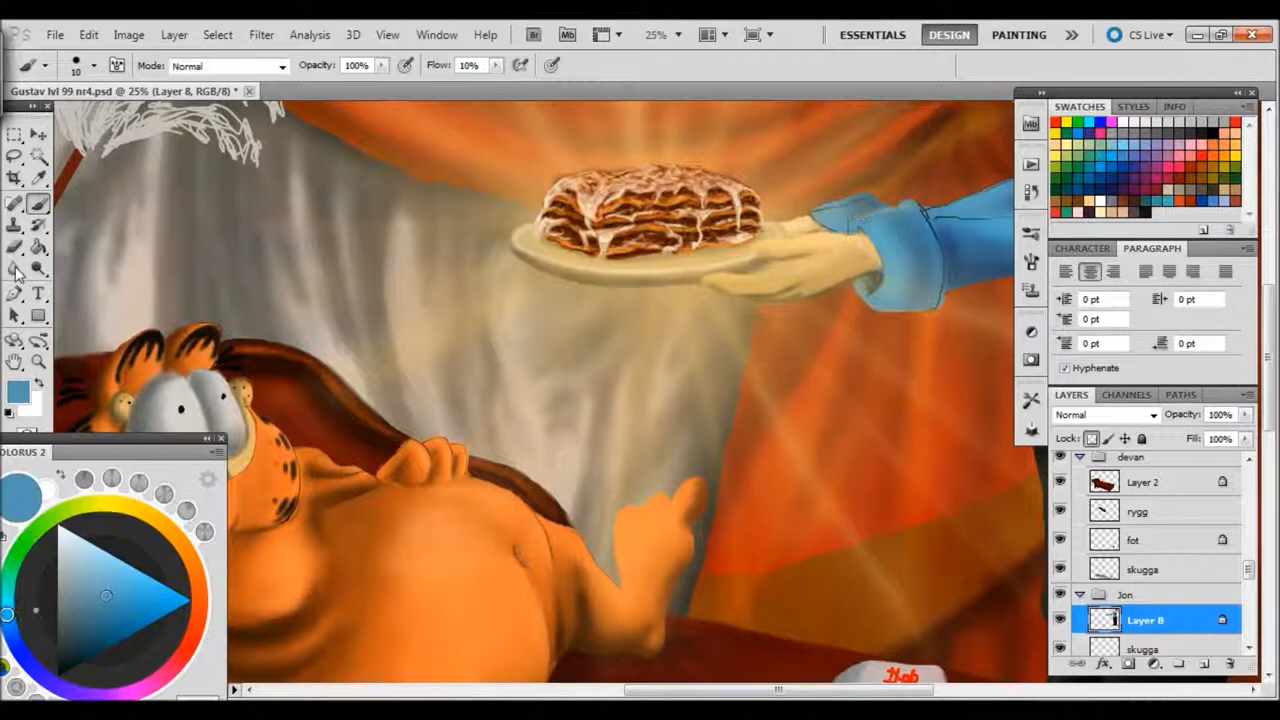 Ps File Edit Image Layer Select Filter Analysis 3D View Window Help Br Mb 25% ESSENTIALS DESIGN PAINTING CS Live
10 Mode: Normal Opacity: 100% Flow: 10%
Gustav lvl 99 nr4.psd @ 25% (Layer 8, RGB/8) *
SWATCHES STYLES INFO
Mb
CHARACTER PARAGRAPH
0 pt 0 pt
0 pt
0 pt 0 pt
Hyphenate
LAYERS CHANNELS PATHS
Normal Opacity: 100%
Lock: Fill: 100%
devan
Layer 2
rygg
fot
skugga
Jon
Layer 8
skugga
OLORUS 2